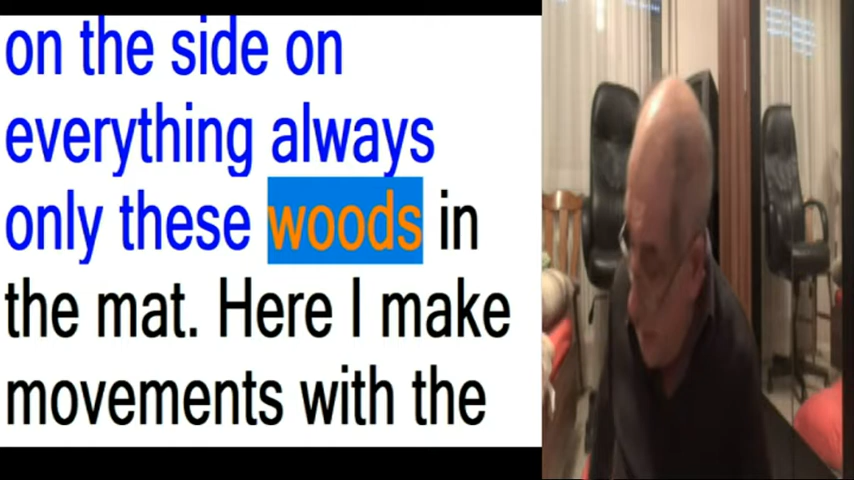 on the side on
everything always
only these woods in
the mat. Here I make
movements with the